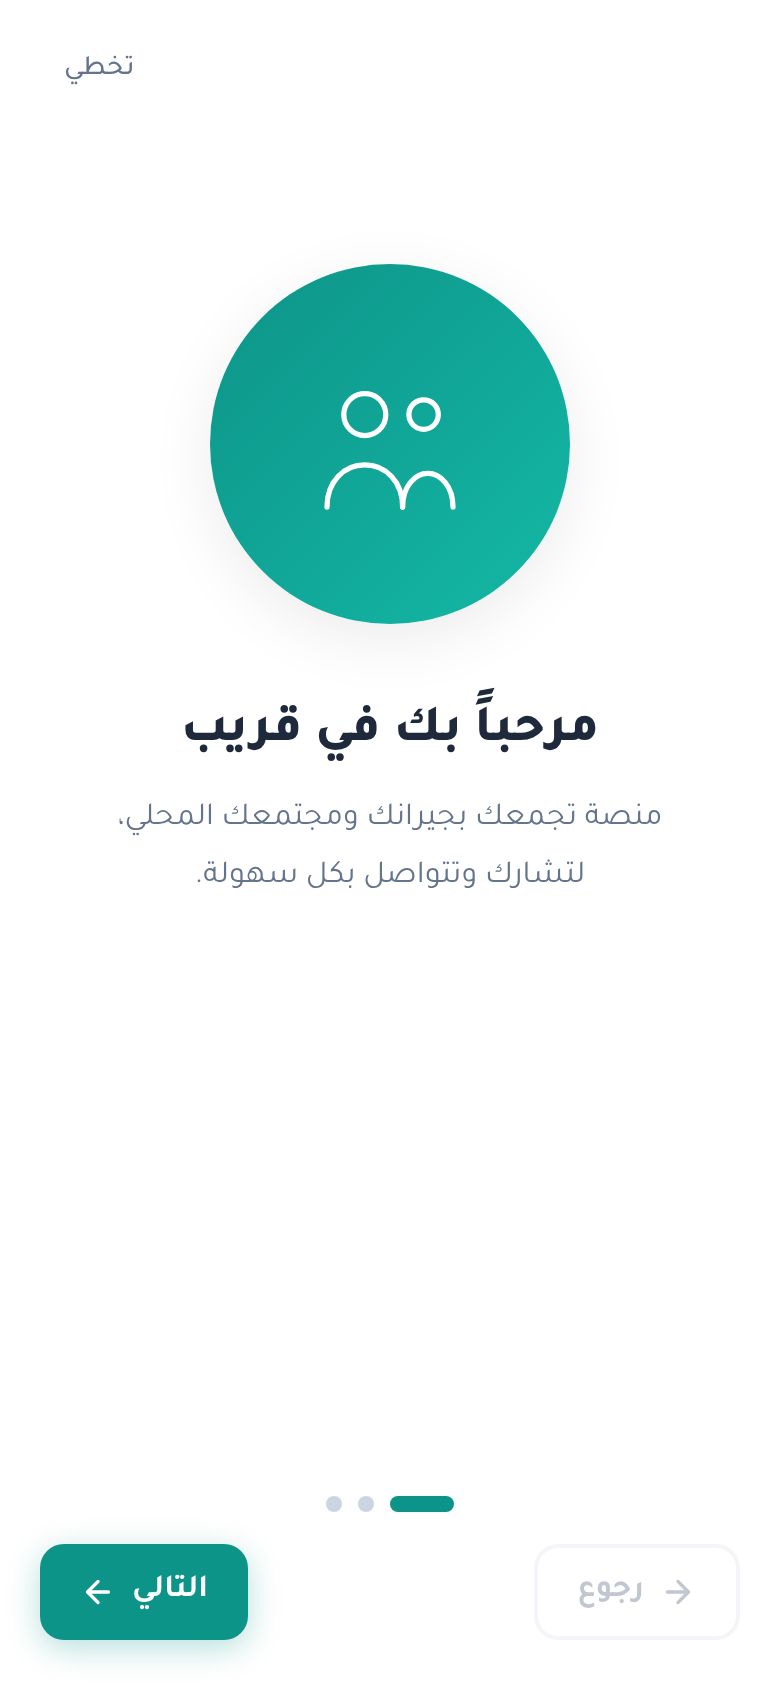 تخطي
مرحباً بك في قريب
منصة تجمعك بجيرانك ومجتمعك المحلي،
لتشارك وتتواصل بكل سهولة.
رجوع
التالي